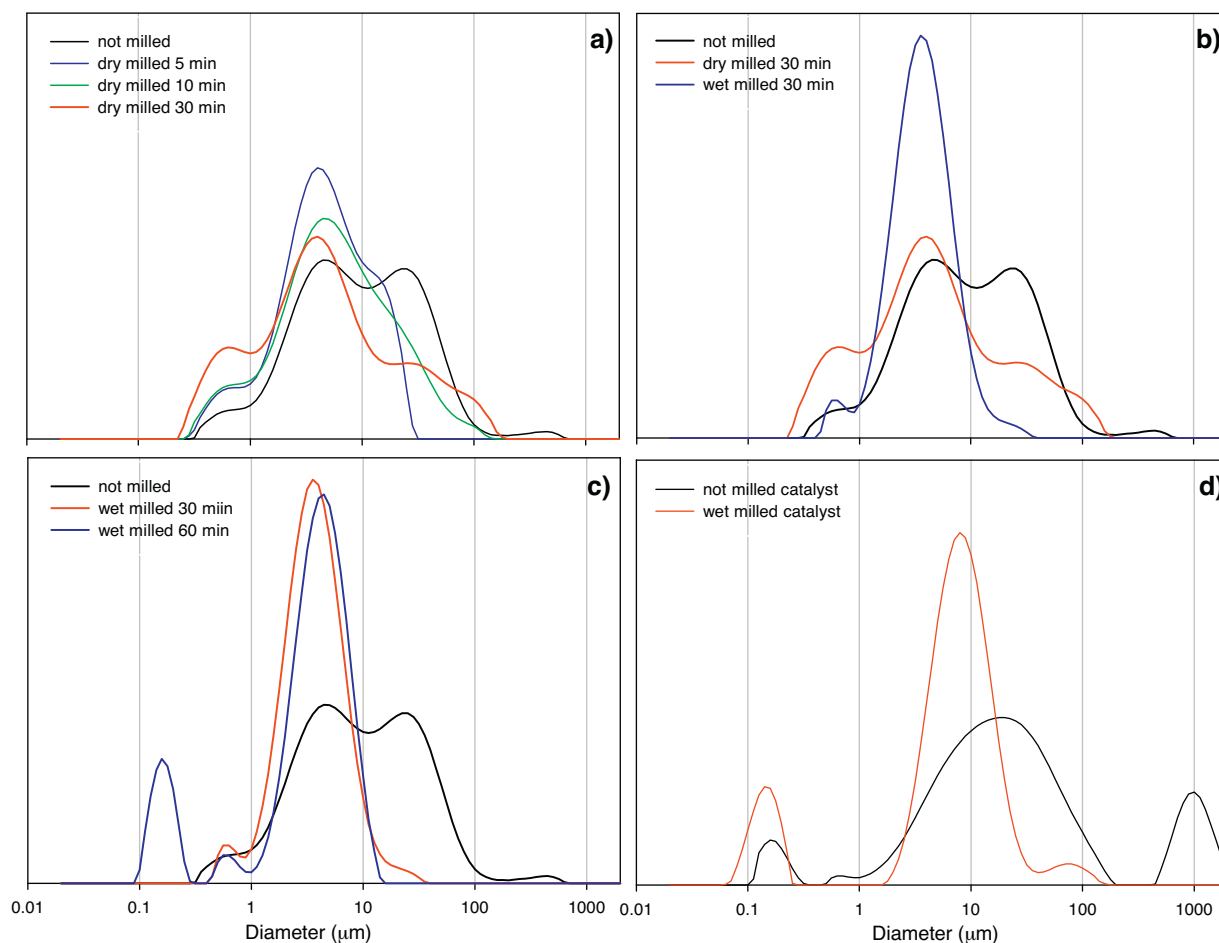 a)
not milled
dry milled 5 min
dry milled 10 min
dry milled 30 min
b)
not milled
dry milled 30 min
wet milled 30 min
c)
not milled
wet milled 30 miin
wet milled 60 min
d)
not milled catalyst
wet milled catalyst
0.01 0.1 1 10 100 1000
Diameter (μm)
0.1 1 10 100 1000
Diameter (μm)